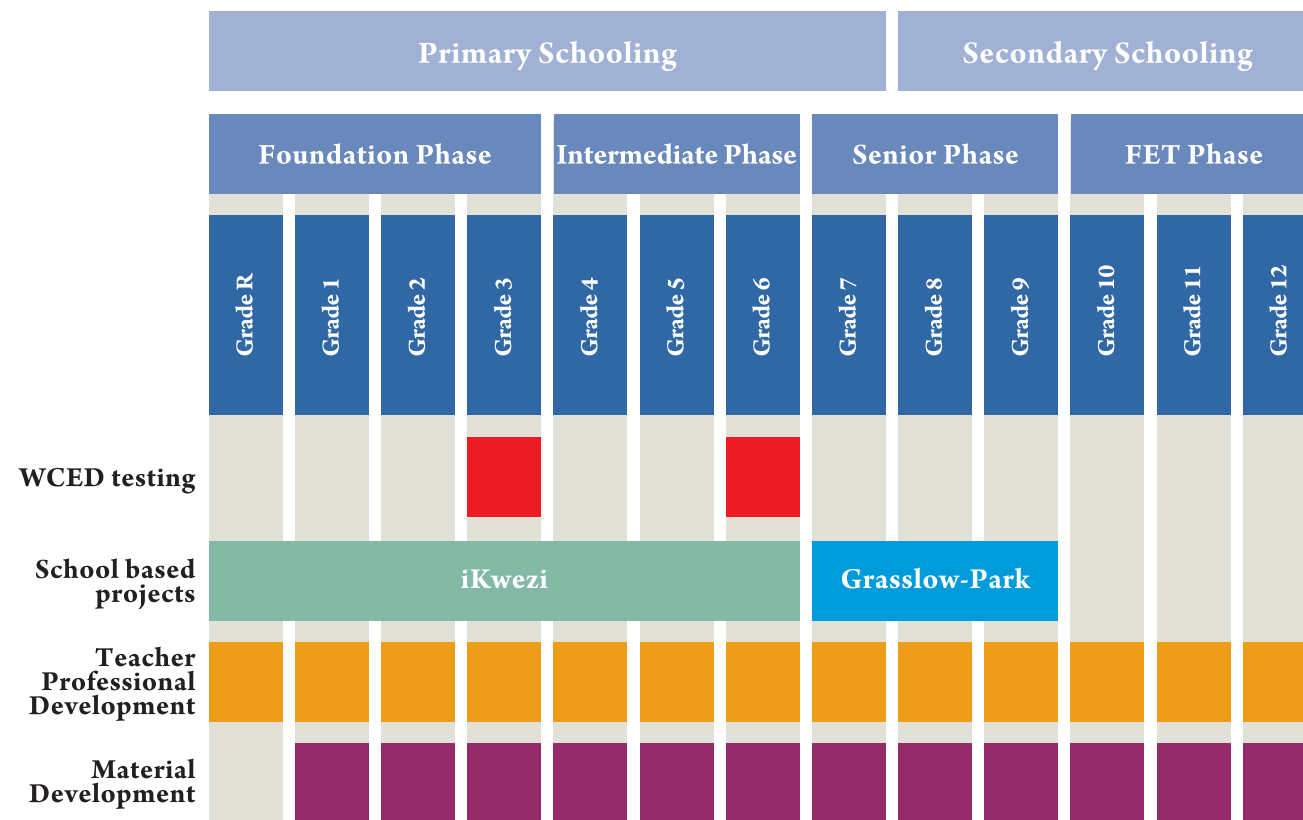 Primary Schooling
Secondary Schooling
Foundation Phase
Intermediate Phase
Senior Phase
FET Phase
Grade R
Grade 1
Grade 2
Grade 3
Grade 4
Grade 5
Grade 6
Grade 7
Grade 8
Grade 9
Grade 10
Grade 11
Grade 12
WCED testing
School based
projects
iKwezi
Grasslow-Park
Teacher
Professional
Development
Material
Development